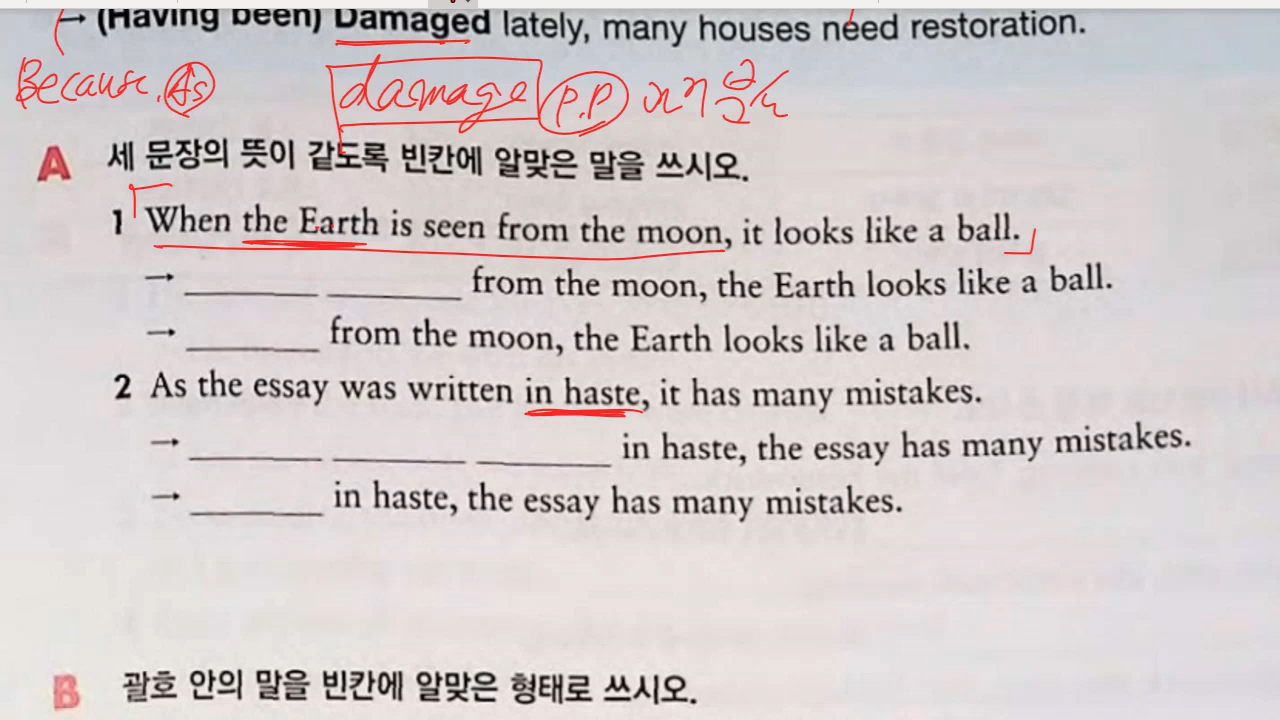 → (Having been) Damaged lately, many houses need restoration.
Because. As damage p.p
A 세 문장의 뜻이 같도록 빈칸에 알맞은 말을 쓰시오.
1 When the Earth is seen from the moon, it looks like a ball.
→ ________ ________ from the moon, the Earth looks like a ball.
→ ________ from the moon, the Earth looks like a ball.
2 As the essay was written in haste, it has many mistakes.
→ ________ ________ ________ in haste, the essay has many mistakes.
→ ________ in haste, the essay has many mistakes.
B 괄호 안의 말을 빈칸에 알맞은 형태로 쓰시오.